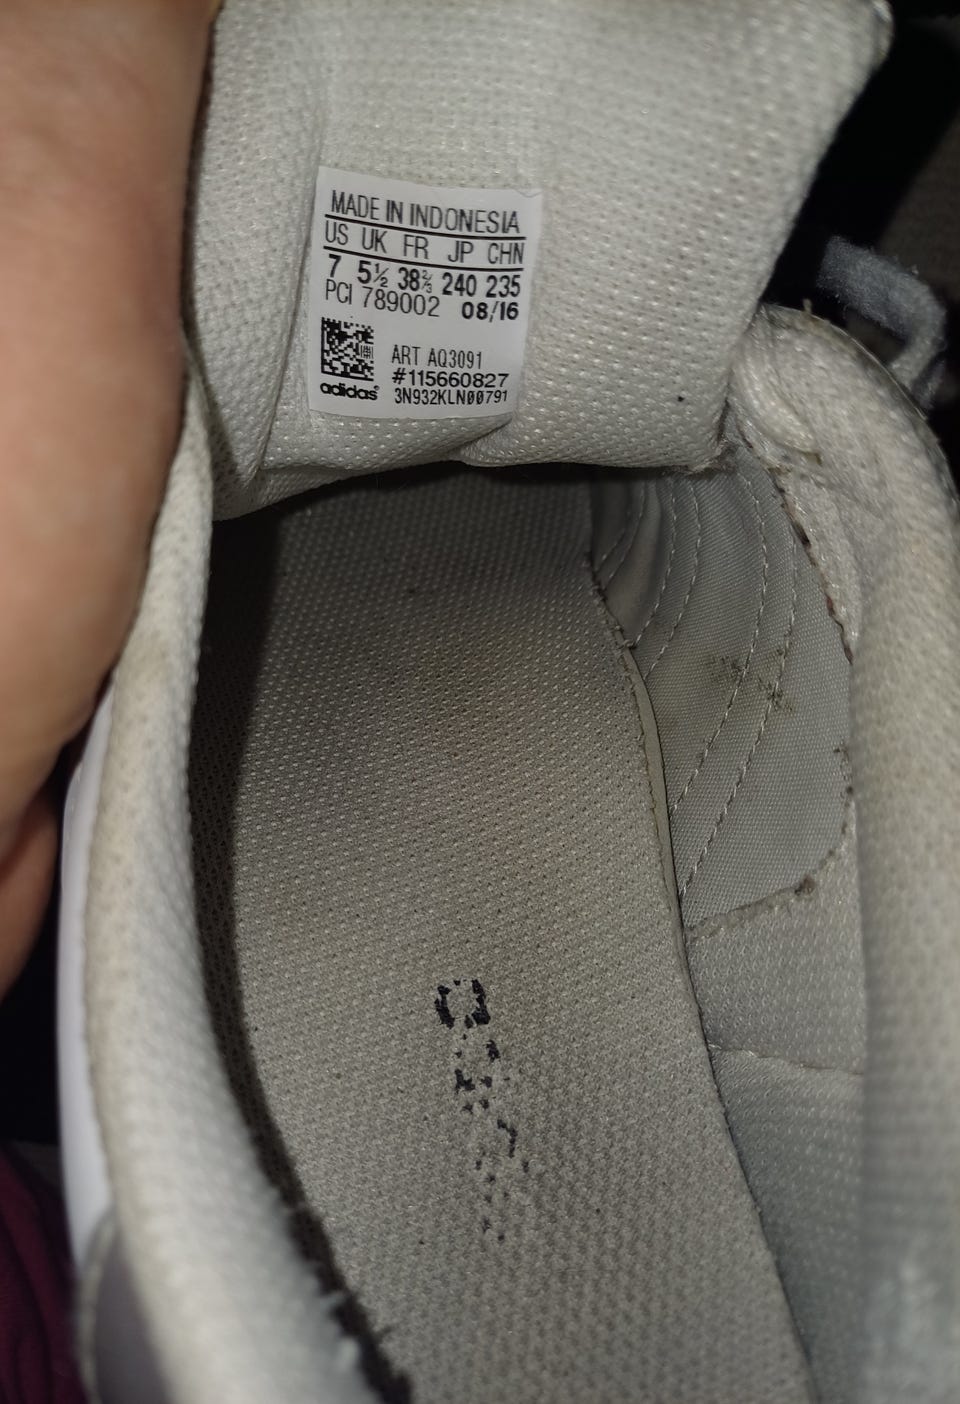 MADE IN INDONESIA
US UK FR JP CHN
7 5½ 38⅔ 240 235
PCI 789002 08/16
ART AQ3091
#115660827
adidas® 3N932KLN00791